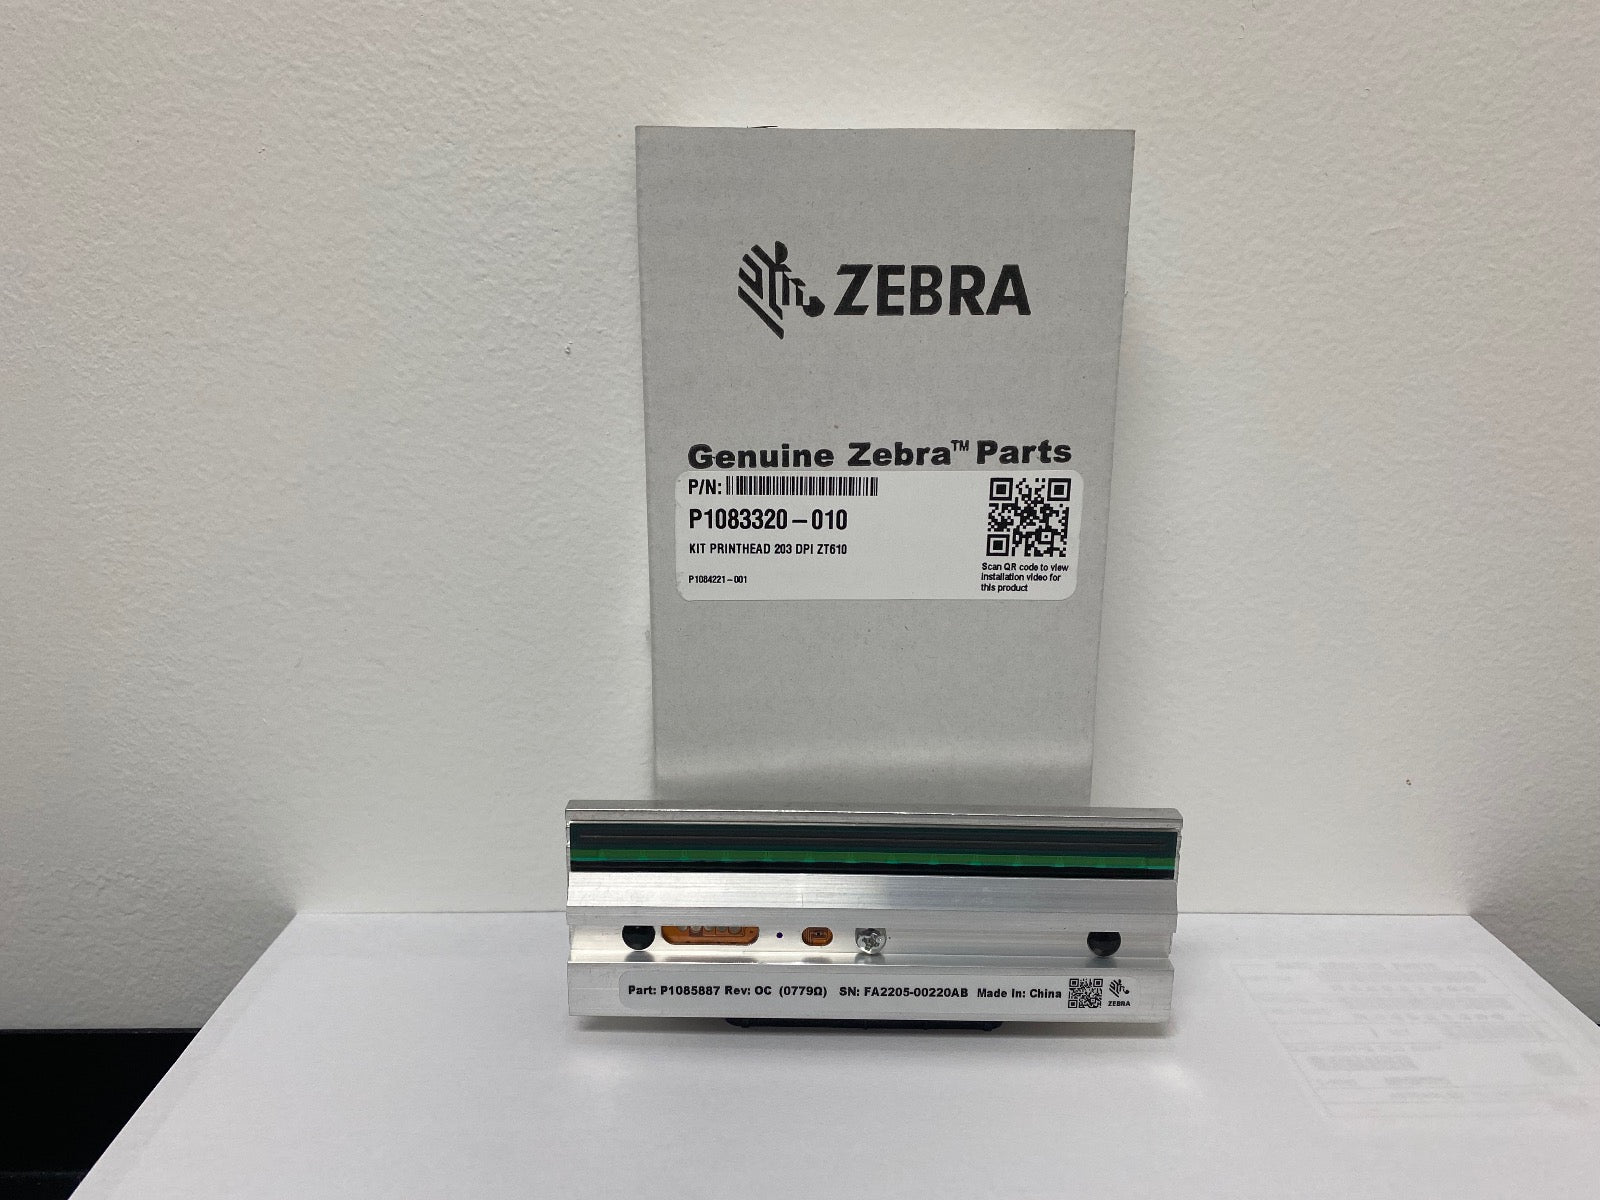 ZEBRA
Genuine Zebra™ Parts
P/N:
P1083320-010
KIT PRINTHEAD 203 DPI ZT610
P1084221-001
Scan QR code to view
installation video for
this product
Part: P1085887 Rev: OC (0779Ω) SN: FA2205-00220AB Made In: China
ZEBRA